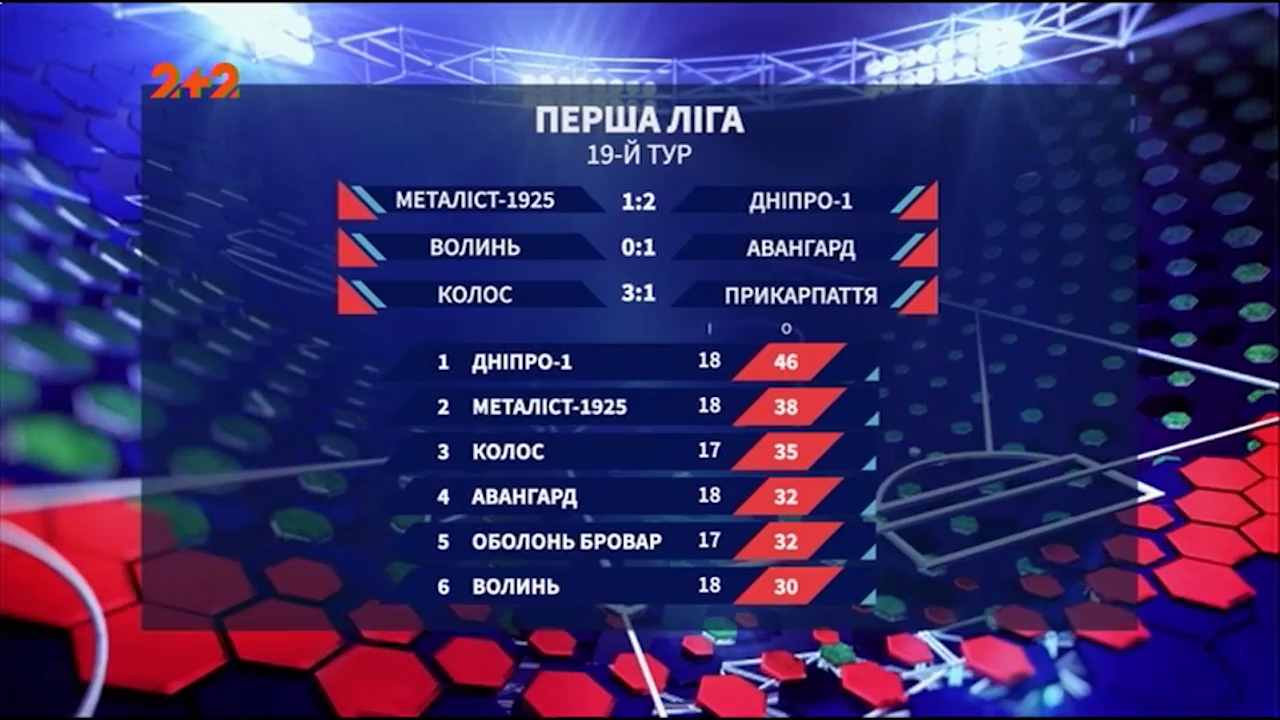 2+2
ПЕРША ЛІГА
19-Й ТУР
МЕТАЛІСТ-1925 1:2 ДНІПРО-1
ВОЛИНЬ 0:1 АВАНГАРД
КОЛОС 3:1 ПРИКАРПАТТЯ
І О
1 ДНІПРО-1 18 46
2 МЕТАЛІСТ-1925 18 38
3 КОЛОС 17 35
4 АВАНГАРД 18 32
5 ОБОЛОНЬ БРОВАР 17 32
6 ВОЛИНЬ 18 30